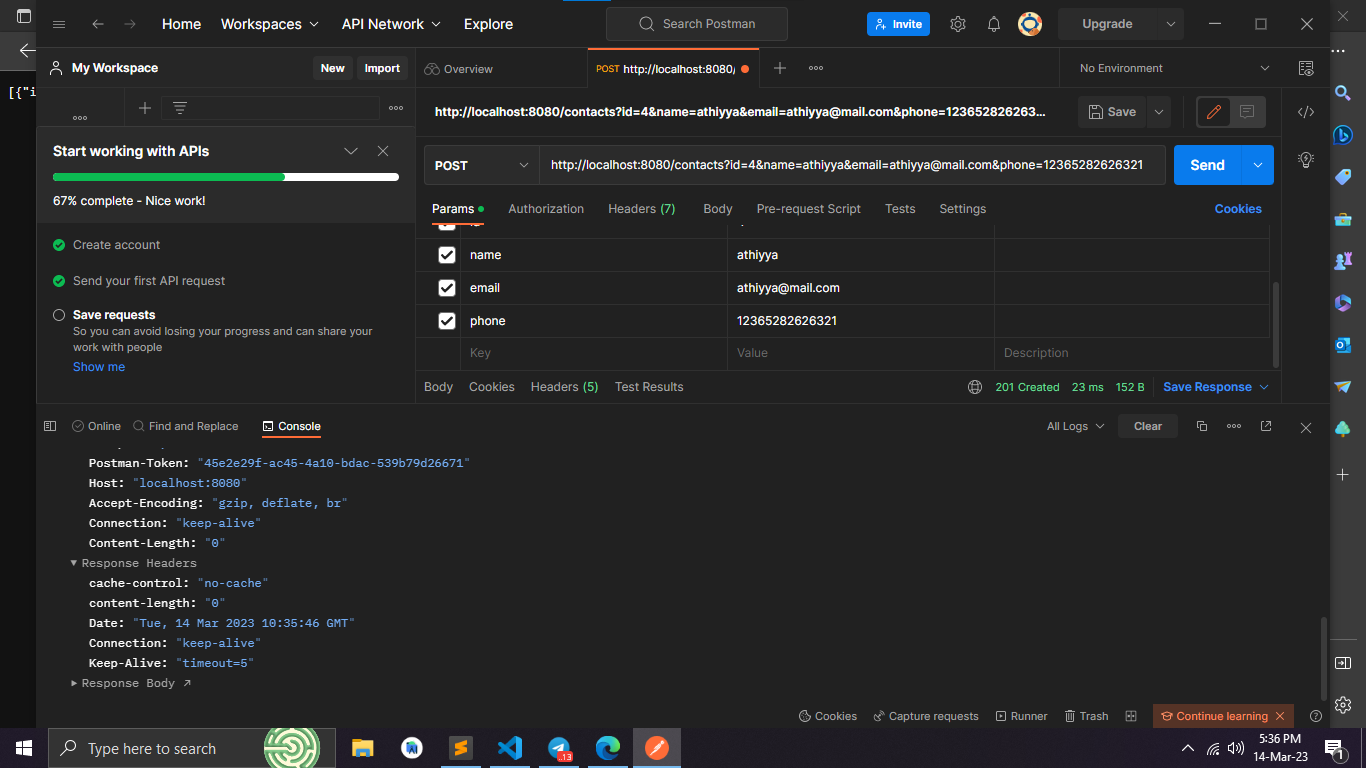 Home Workspaces API Network Explore Search Postman Invite Upgrade
My Workspace New Import Overview POST http://localhost:8080/ No Environment
[{"i
http://localhost:8080/contacts?id=4&name=athiyya&email=athiyya@mail.com&phone=123652826263... Save
Start working with APIs
POST http://localhost:8080/contacts?id=4&name=athiyya&email=athiyya@mail.com&phone=12365282626321 Send
67% complete - Nice work!
Params Authorization Headers (7) Body Pre-request Script Tests Settings Cookies
Create account
name athiyya
Send your first API request
email athiyya@mail.com
Save requests
phone 12365282626321
So you can avoid losing your progress and can share your
work with people
Key Value Description
Show me
Body Cookies Headers (5) Test Results 201 Created 23 ms 152 B Save Response
Online Find and Replace Console All Logs Clear
Postman-Token: "45e2e29f-ac45-4a10-bdac-539b79d26671"
Host: "localhost:8080"
Accept-Encoding: "gzip, deflate, br"
Connection: "keep-alive"
Content-Length: "0"
Response Headers
cache-control: "no-cache"
content-length: "0"
Date: "Tue, 14 Mar 2023 10:35:46 GMT"
Connection: "keep-alive"
Keep-Alive: "timeout=5"
Response Body
Cookies Capture requests Runner Trash Continue learning
Type here to search
13
5:36 PM
14-Mar-23
1